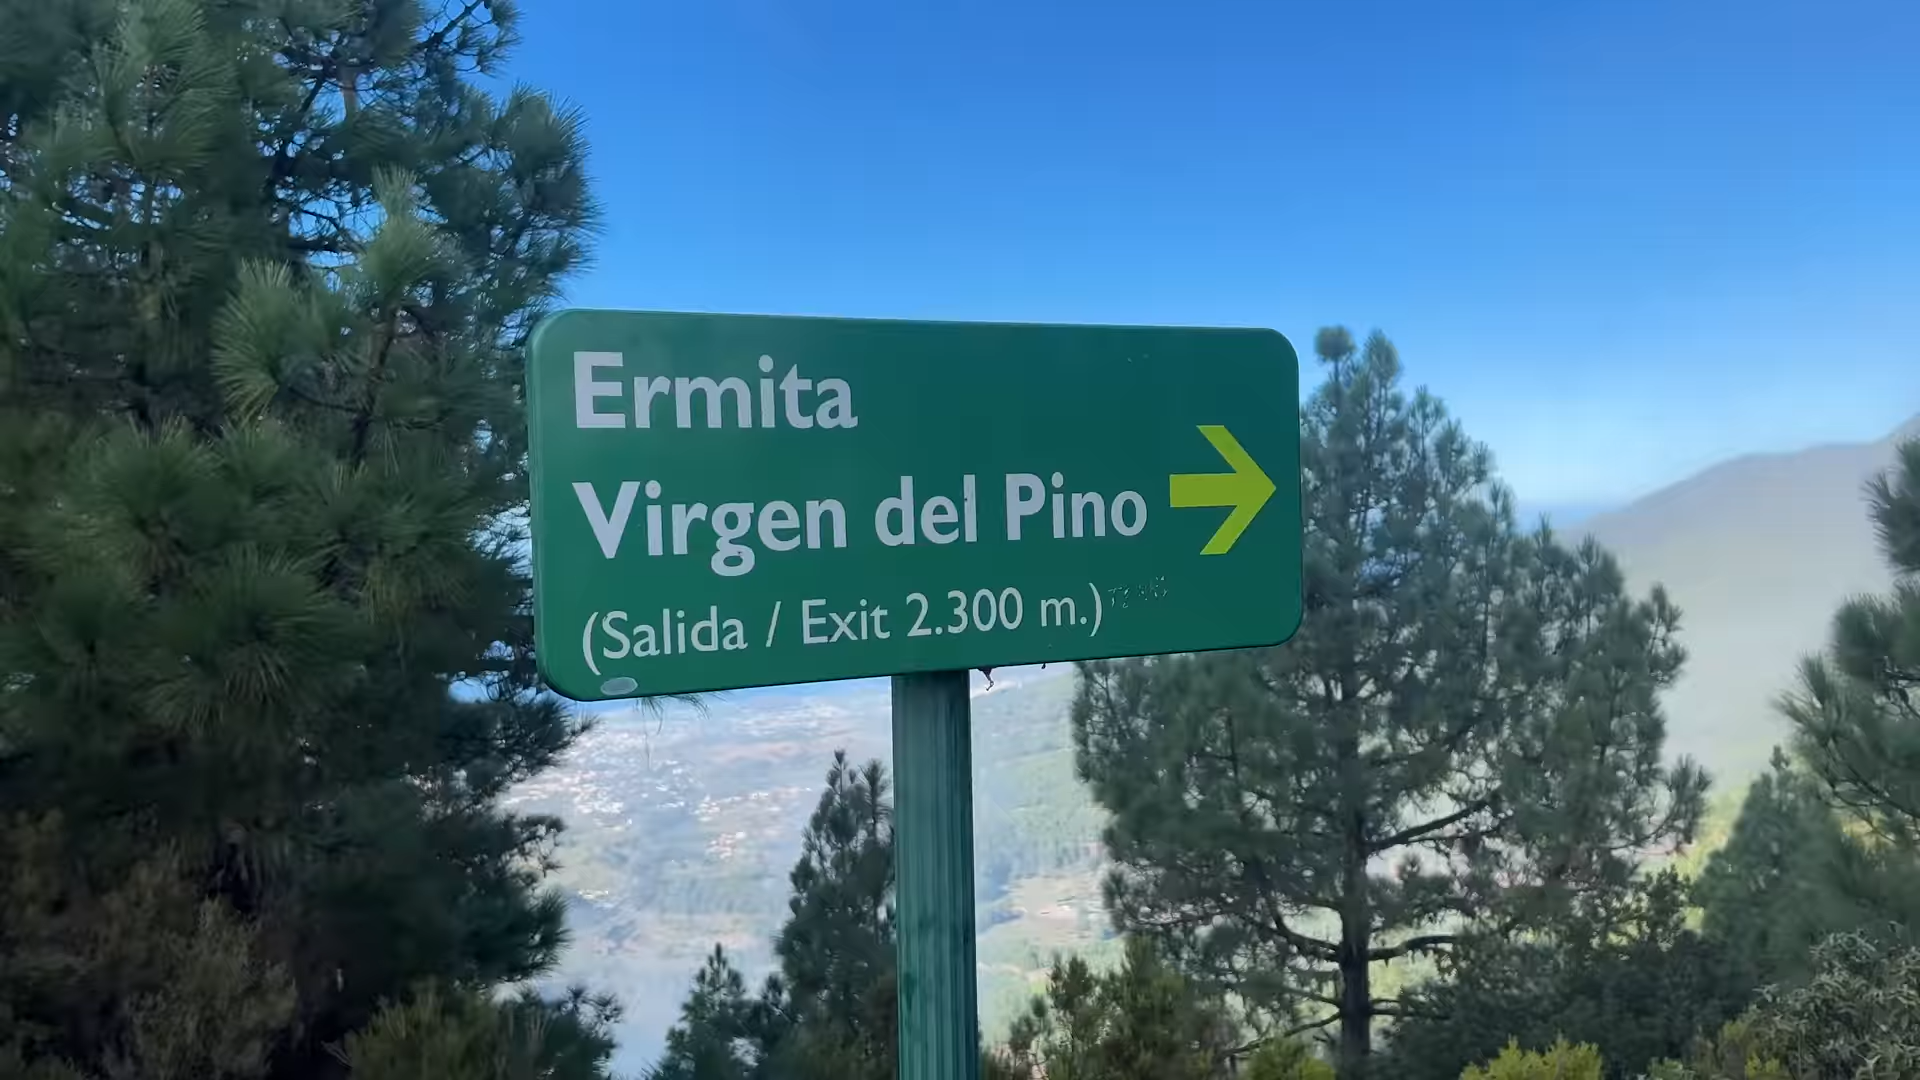 Ermita
Virgen del Pino
(Salida / Exit 2.300 m.)